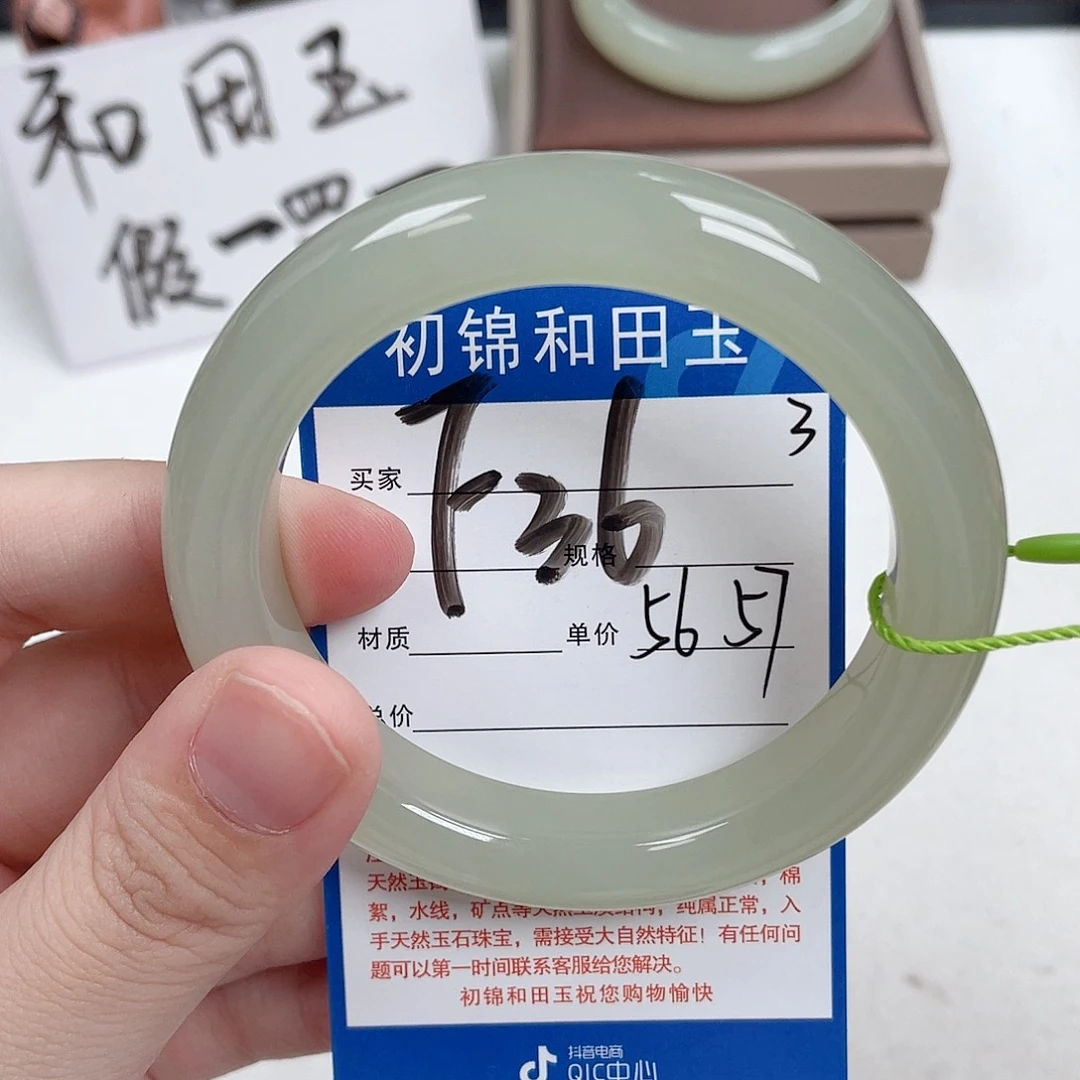 和田玉
假一四一
初锦和田玉
3
买家
F36
规格
材质
单价 56 57
总价
天然玉
，棉
絮，水线，矿点等天然玉质结构，纯属正常，入
手天然玉石珠宝，需接受大自然特征！有任何问
题可以第一时间联系客服给您解决。
初锦和田玉祝您购物愉快
抖音电商
QIC中心